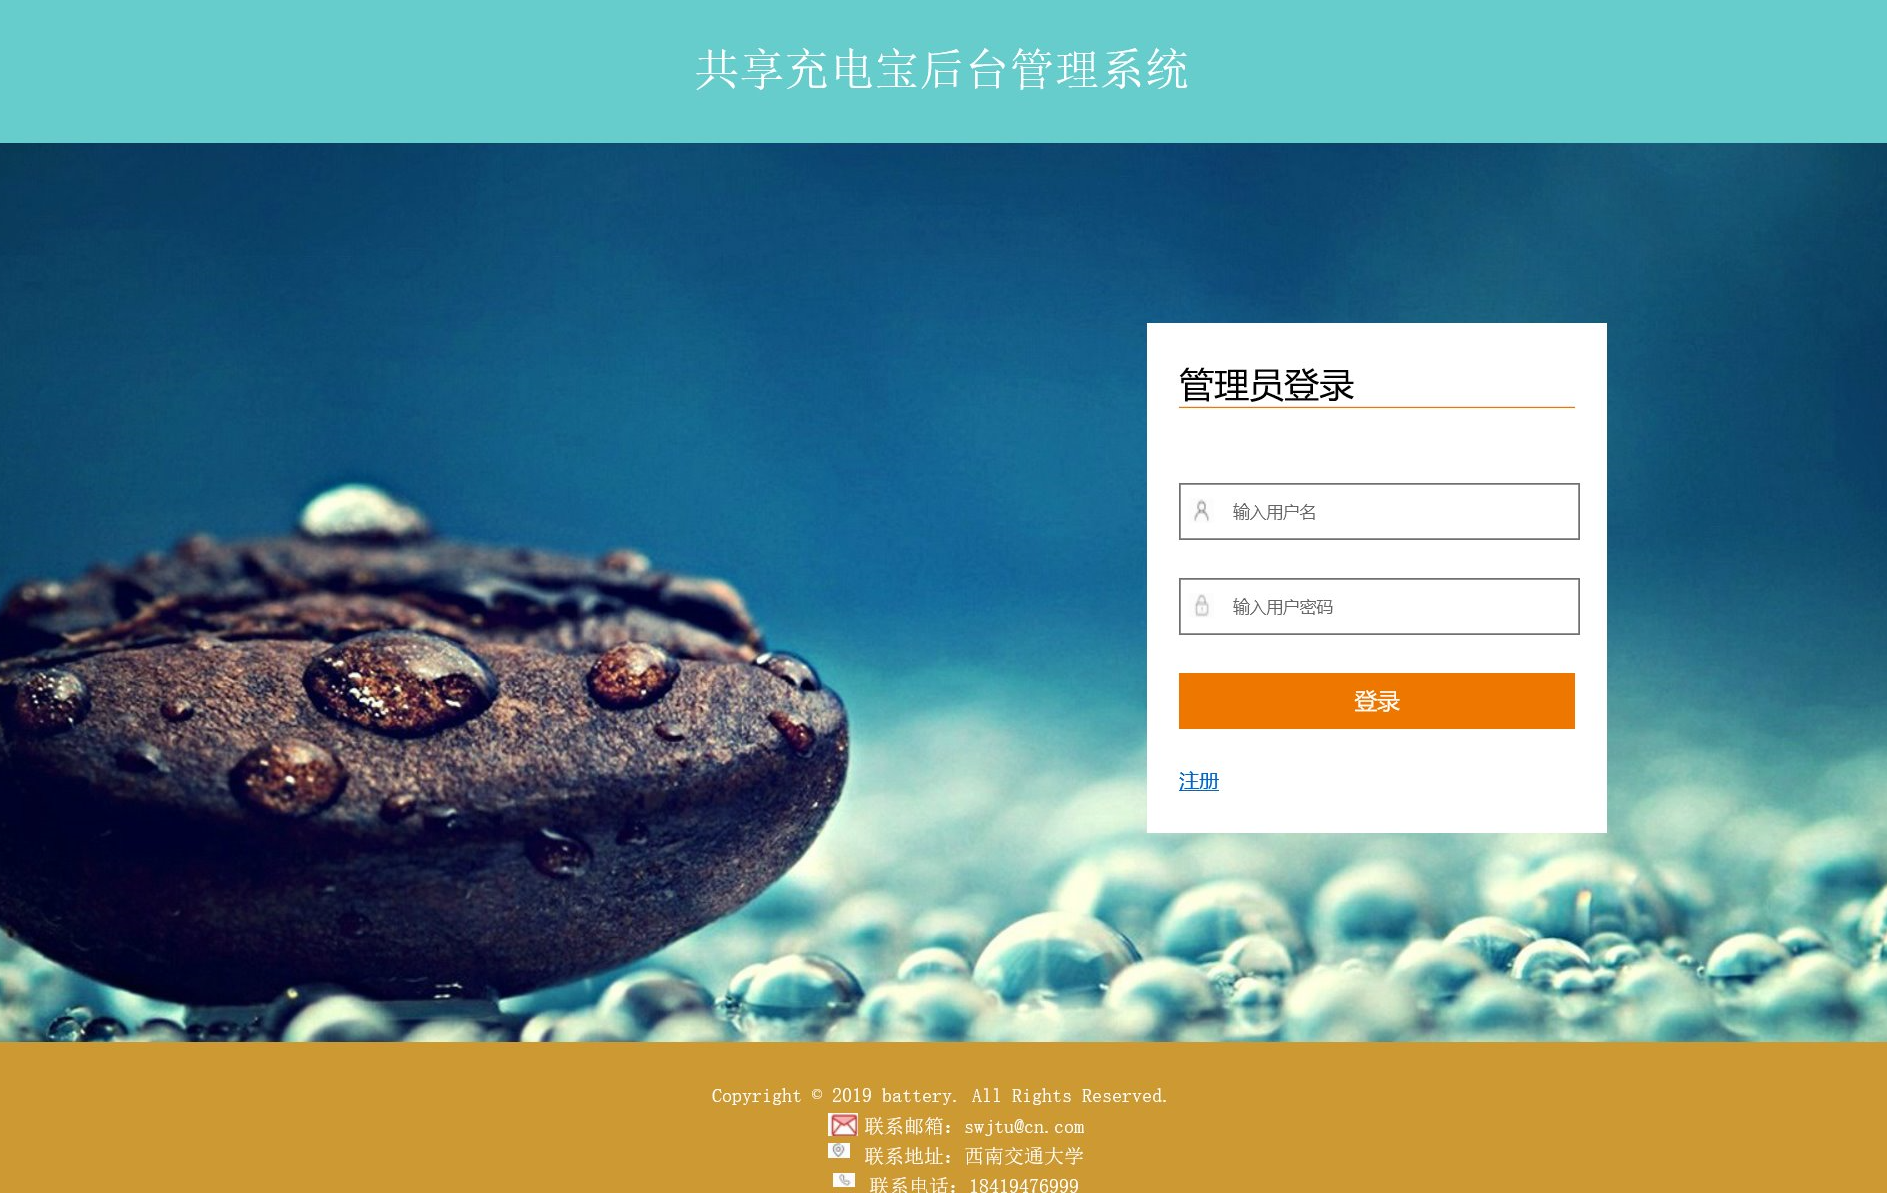 共享充电宝后台管理系统
管理员登录
输入用户名
输入用户密码
登录
注册
Copyright © 2019 battery. All Rights Reserved.
联系邮箱：swjtu@cn.com
联系地址：西南交通大学
联系电话：18419476999